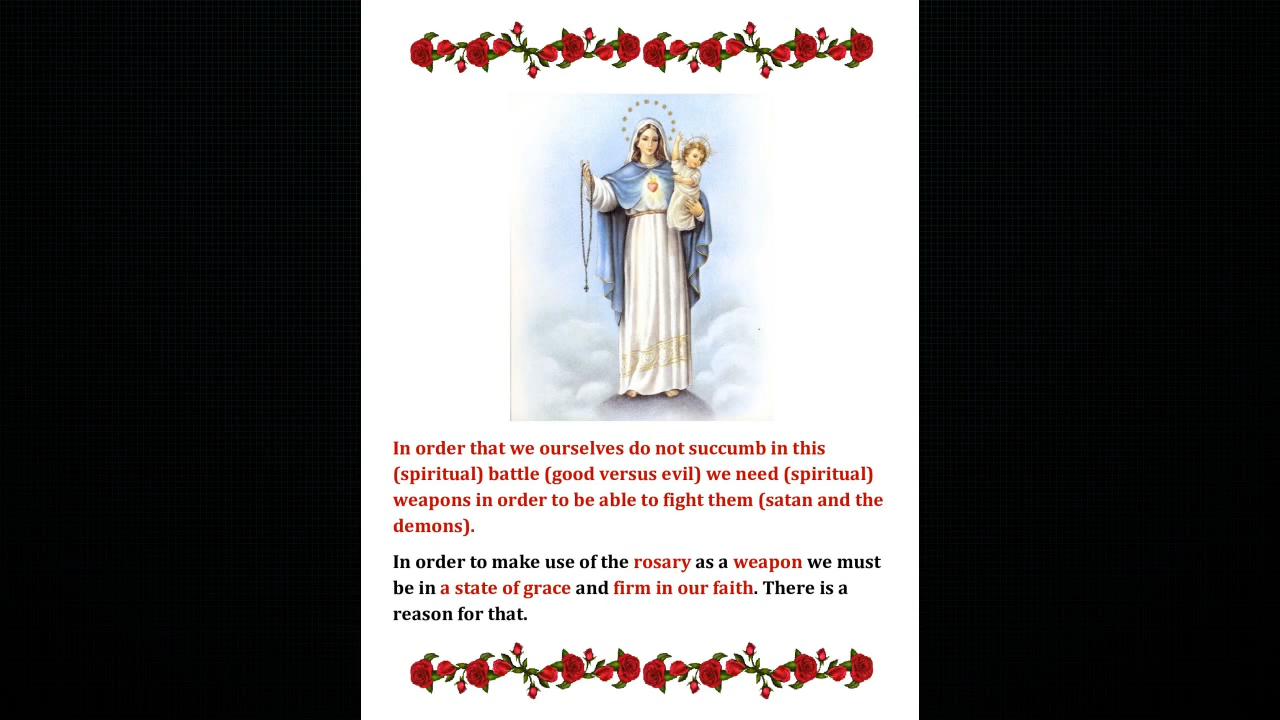 In order that we ourselves do not succumb in this
(spiritual) battle (good versus evil) we need (spiritual)
weapons in order to be able to fight them (satan and the
demons).
In order to make use of the rosary as a weapon we must
be in a state of grace and firm in our faith. There is a
reason for that.